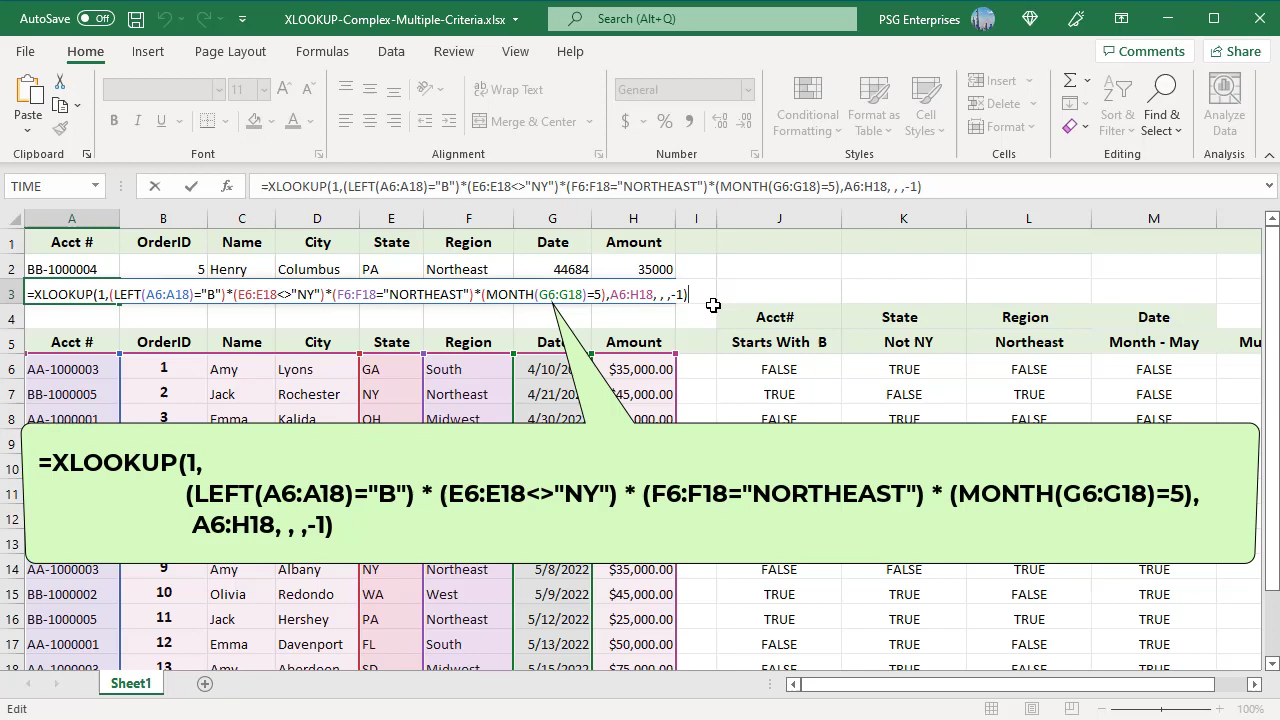 AutoSave Off XLOOKUP-Complex-Multiple-Criteria.xlsx Search (Alt+Q) PSG Enterprises
File Home Insert Page Layout Formulas Data Review View Help Comments Share
Paste 11 Wrap Text General Conditional Formatting Format as Table Cell Styles Insert Sort & Filter Find & Select Analyze Data
B I U A Merge & Center $ % Delete
Format
Clipboard Font Alignment Number Styles Cells Editing Analysis
TIME fx =XLOOKUP(1,(LEFT(A6:A18)="B")*(E6:E18<>"NY")*(F6:F18="NORTHEAST")*(MONTH(G6:G18)=5),A6:H18, , ,-1)
A B C D E F G H I J K L M
1 Acct # OrderID Name City State Region Date Amount
2 BB-1000004 5 Henry Columbus PA Northeast 44684 35000
3 =XLOOKUP(1,(LEFT(A6:A18)="B")*(E6:E18<>"NY")*(F6:F18="NORTHEAST")*(MONTH(G6:G18)=5),A6:H18, , ,-1)
4 Acct# State Region Date
5 Acct # OrderID Name City State Region Amount Starts With B Not NY Northeast Month - May Mu
6 AA-1000003 1 Amy Lyons GA South 4/10/ $35,000.00 FALSE TRUE FALSE FALSE
7 BB-1000005 2 Jack Rochester NY Northeast 4/21/ 45,000.00 TRUE FALSE TRUE FALSE
8 AA-1000001 3 Emma Kalida OH Midwest 4/30/ 35,000.00 FALSE TRUE FALSE FALSE
9
10
11
12
13
=XLOOKUP(1,
(LEFT(A6:A18)="B") * (E6:E18<>"NY") * (F6:F18="NORTHEAST") * (MONTH(G6:G18)=5),
A6:H18, , ,-1)
14 AA-1000003 9 Amy Albany NY Northeast 5/8/2022 $35,000.00 FALSE FALSE TRUE TRUE
15 BB-1000002 10 Olivia Redondo WA West 5/9/2022 $45,000.00 TRUE TRUE FALSE TRUE
16 BB-1000005 11 Jack Hershey PA Northeast 5/12/2022 $25,000.00 TRUE TRUE TRUE TRUE
17 AA-1000001 12 Emma Davenport FL South 5/13/2022 $50,000.00 FALSE TRUE FALSE TRUE
18 AA-1000003 13 Amy Aberdeen SD Midwest 5/15/2022 $75,000.00 FALSE TRUE FALSE TRUE
Sheet1
Edit 100%